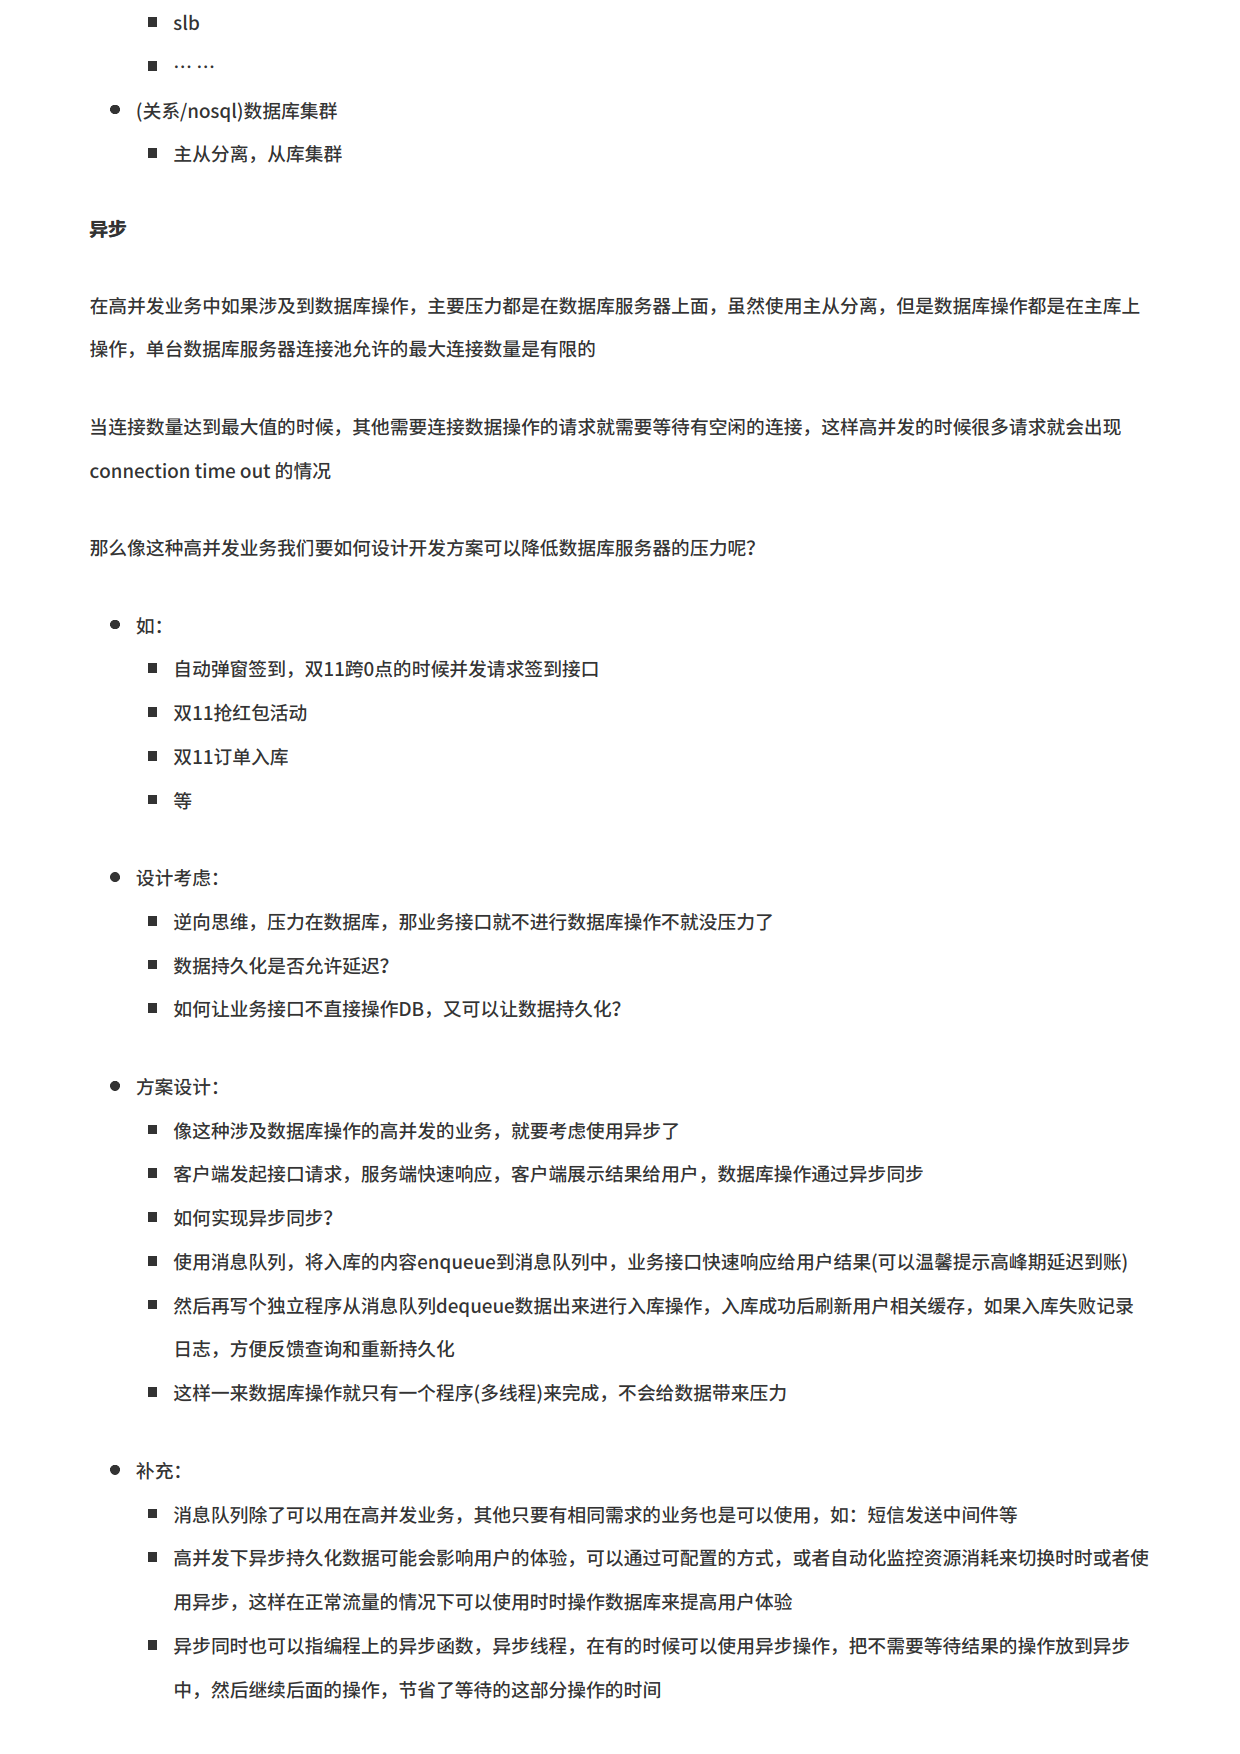 slb
… …
(关系/nosql)数据库集群
主从分离，从库集群
异步
在高并发业务中如果涉及到数据库操作，主要压力都是在数据库服务器上面，虽然使用主从分离，但是数据库操作都是在主库上
操作，单台数据库服务器连接池允许的最大连接数量是有限的
当连接数量达到最大值的时候，其他需要连接数据操作的请求就需要等待有空闲的连接，这样高并发的时候很多请求就会出现
connection time out 的情况
那么像这种高并发业务我们要如何设计开发方案可以降低数据库服务器的压力呢？
如：
自动弹窗签到，双11跨0点的时候并发请求签到接口
双11抢红包活动
双11订单入库
等
设计考虑：
逆向思维，压力在数据库，那业务接口就不进行数据库操作不就没压力了
数据持久化是否允许延迟？
如何让业务接口不直接操作DB，又可以让数据持久化？
方案设计：
像这种涉及数据库操作的高并发的业务，就要考虑使用异步了
客户端发起接口请求，服务端快速响应，客户端展示结果给用户，数据库操作通过异步同步
如何实现异步同步？
使用消息队列，将入库的内容enqueue到消息队列中，业务接口快速响应给用户结果(可以温馨提示高峰期延迟到账)
然后再写个独立程序从消息队列dequeue数据出来进行入库操作，入库成功后刷新用户相关缓存，如果入库失败记录
日志，方便反馈查询和重新持久化
这样一来数据库操作就只有一个程序(多线程)来完成，不会给数据带来压力
补充：
消息队列除了可以用在高并发业务，其他只要有相同需求的业务也是可以使用，如：短信发送中间件等
高并发下异步持久化数据可能会影响用户的体验，可以通过可配置的方式，或者自动化监控资源消耗来切换时时或者使
用异步，这样在正常流量的情况下可以使用时时操作数据库来提高用户体验
异步同时也可以指编程上的异步函数，异步线程，在有的时候可以使用异步操作，把不需要等待结果的操作放到异步
中，然后继续后面的操作，节省了等待的这部分操作的时间